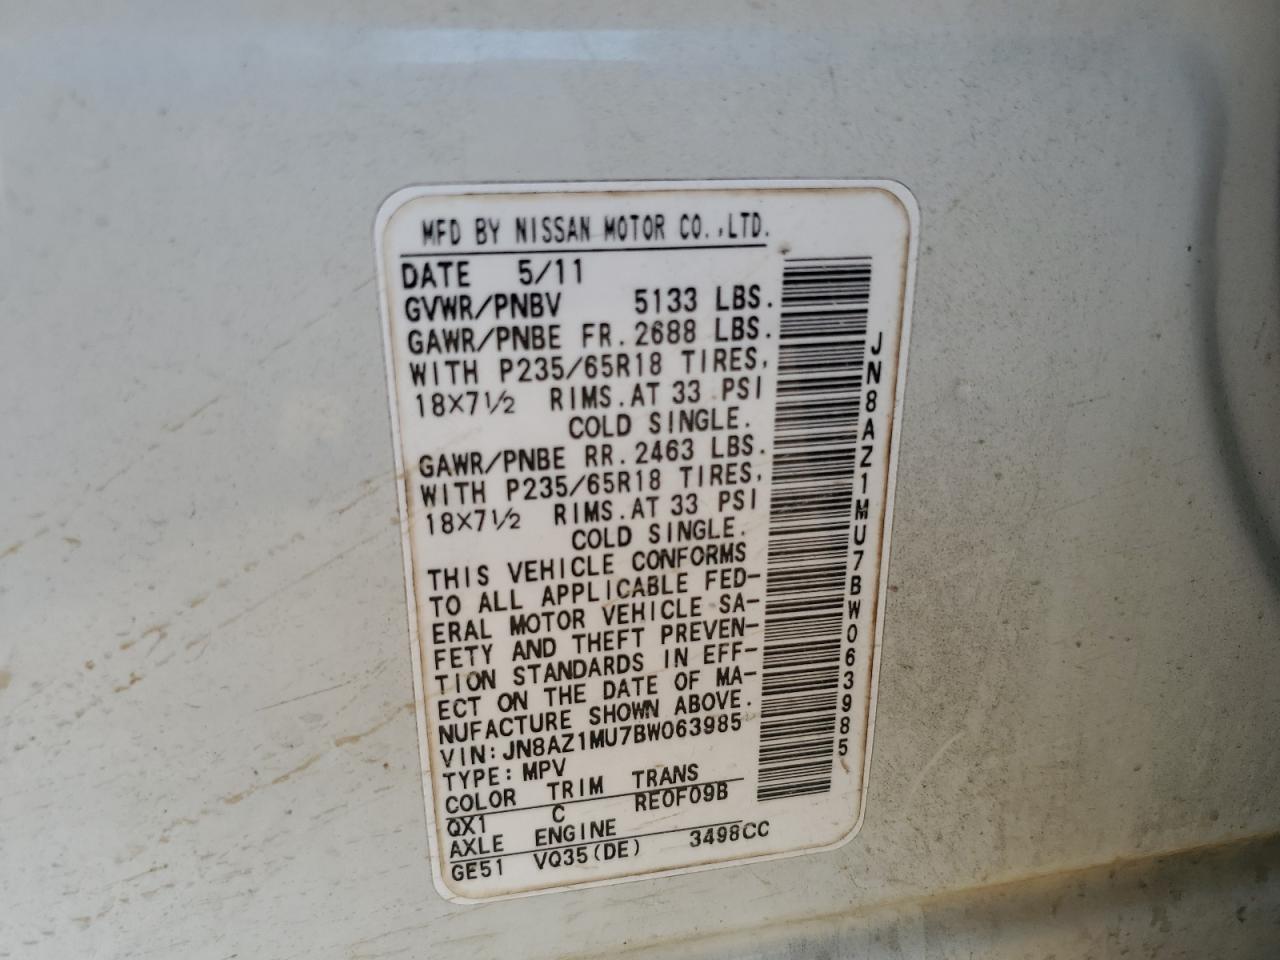 MFD BY NISSAN MOTOR CO.,LTD.
DATE 5/11
GVWR/PNBV 5133 LBS.
GAWR/PNBE FR. 2688 LBS.
WITH P235/65R18 TIRES,
18×7½ RIMS. AT 33 PSI
COLD SINGLE.
GAWR/PNBE RR. 2463 LBS.
WITH P235/65R18 TIRES,
18×7½ RIMS. AT 33 PSI
COLD SINGLE.
THIS VEHICLE CONFORMS
TO ALL APPLICABLE FED-
ERAL MOTOR VEHICLE SA-
FETY AND THEFT PREVEN-
TION STANDARDS IN EFF-
ECT ON THE DATE OF MA-
NUFACTURE SHOWN ABOVE.
VIN: JN8AZ1MU7BW063985
TYPE: MPV
COLOR TRIM TRANS
QX1 C RE0F09B
AXLE ENGINE
GE51 VQ35(DE) 3498CC
JN8AZ1MU7BW063985